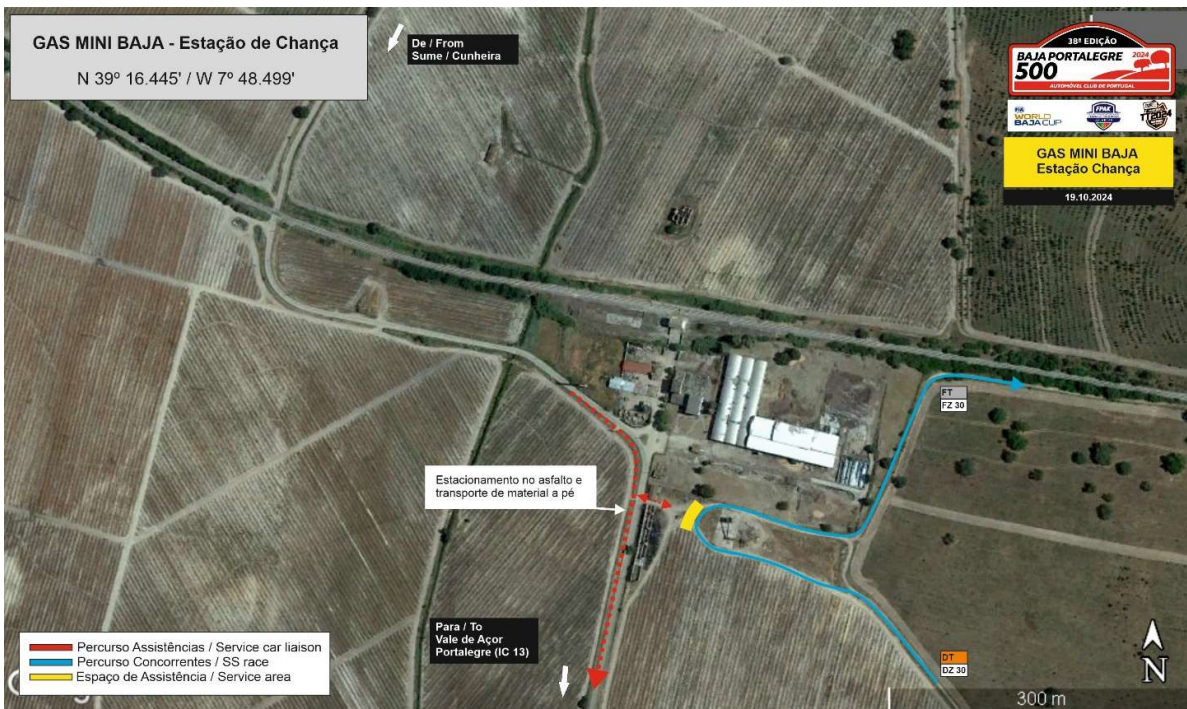 GAS MINI BAJA - Estação de Chança
N 39º 16.445' / W 7º 48.499'
De / From
Sume / Cunheira
38ª EDIÇÃO
BAJA PORTALEGRE 2024
500
AUTOMÓVEL CLUB DE PORTUGAL
FIA
WORLD
BAJA CUP
FPAK
TT2024
GAS MINI BAJA
Estação Chança
19.10.2024
FT
FZ 30
Estacionamento no asfalto e
transporte de material a pé
Para / To
Vale de Açor
Portalegre (IC 13)
Percurso Assistências / Service car liaison
Percurso Concorrentes / SS race
Espaço de Assistência / Service area
DT
DZ 30
N
300 m